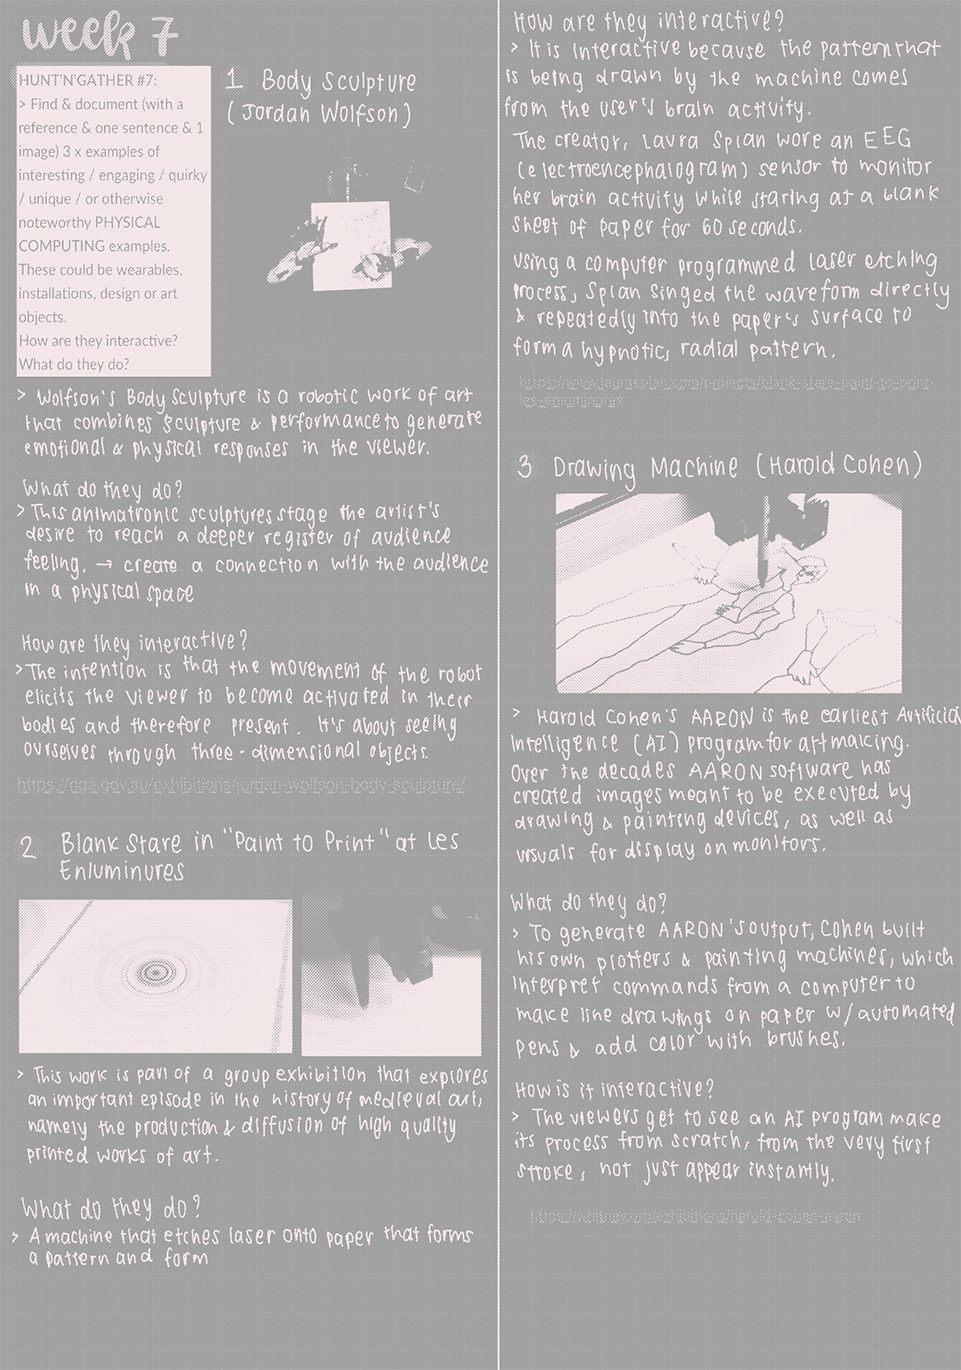 week 7
HUNT'N'GATHER #7:
> Find & document (with a
reference & one sentence & 1
image) 3 x examples of
interesting / engaging / quirky
/ unique / or otherwise
noteworthy PHYSICAL
COMPUTING examples.
These could be wearables,
installations, design or art
objects.
How are they interactive?
What do they do?
1 Body Sculpture
(Jordan Wolfson)
> Wolfson's Body Sculpture is a robotic work of art
that combines sculpture & performance to generate
emotional & physical responses in the viewer.
What do they do?
> This animatronic sculptures stage the artist's
desire to reach a deeper register of audience
feeling. → create a connection with the audience
in a physical space
How are they interactive?
> The intention is that the movement of the robot
elicits the viewer to become activated in their
bodies and therefore present. It's about seeing
ourselves through three-dimensional objects.
https://nga.gov.au/exhibitions/jordan-wolfson-body-sculpture/
2 Blank Stare in "Paint to Print" at Les
Enluminures
> This work is part of a group exhibition that explores
an important episode in the history of medieval art,
namely the production & diffusion of high quality
printed works of art.
What do they do?
> A machine that etches laser onto paper that forms
a pattern and form
How are they interactive?
> It is interactive because the pattern that
is being drawn by the machine comes
from the user's brain activity.
The creator, Laura Splan wore an EEG
(electroencephalogram) sensor to monitor
her brain activity while staring at a blank
sheet of paper for 60 seconds.
Using a computer programmed laser etching
process, Splan singed the waveform directly
& repeatedly into the paper's surface to
form a hypnotic, radial pattern.
3 Drawing Machine (Harold Cohen)
> Harold Cohen's AARON is the earliest Artificia
Intelligence (AI) program for artmaking.
Over the decades AARON software has
created images meant to be executed by
drawing & painting devices, as well as
visuals for display on monitors.
What do they do?
> To generate AARON's output, Cohen built
his own plotters & painting machines, which
interpret commands from a computer to
make line drawings on paper w/ automated
pens & add color with brushes.
How is it interactive?
> The viewers get to see an AI program make
its process from scratch, from the very first
stroke, not just appear instantly.
https://whitney.org/exhibitions/harold-cohen-aaron